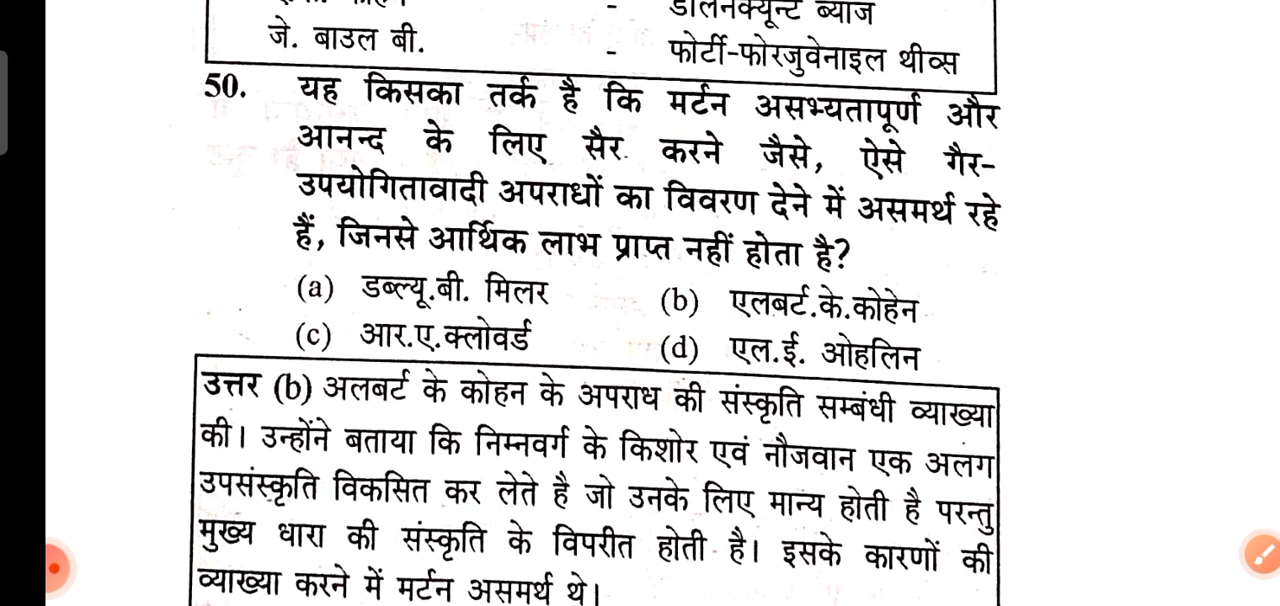 - डालनक्यून्ट ब्याज
जे. बाउल बी. - फोर्टी-फोरजुवेनाइल थीव्स
50. यह किसका तर्क है कि मर्टन असभ्यतापूर्ण और
आनन्द के लिए सैर करने जैसे, ऐसे गैर-
उपयोगितावादी अपराधों का विवरण देने में असमर्थ रहे
हैं, जिनसे आर्थिक लाभ प्राप्त नहीं होता है?
(a) डब्ल्यू.बी. मिलर (b) एलबर्ट.के.कोहेन
(c) आर.ए.क्लोवर्ड (d) एल.ई. ओहलिन
उत्तर (b) अलबर्ट के कोहन के अपराध की संस्कृति सम्बंधी व्याख्या
की। उन्होंने बताया कि निम्नवर्ग के किशोर एवं नौजवान एक अलग
उपसंस्कृति विकसित कर लेते है जो उनके लिए मान्य होती है परन्तु
मुख्य धारा की संस्कृति के विपरीत होती है। इसके कारणों की
व्याख्या करने में मर्टन असमर्थ थे।